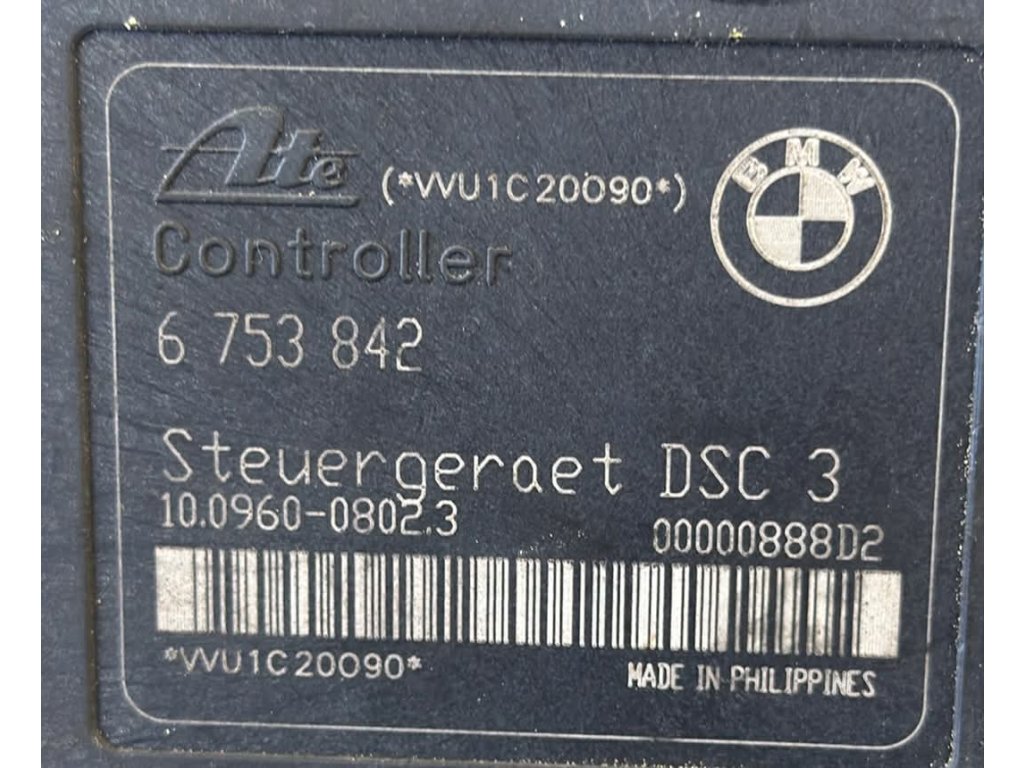 Ate (*VVU1C20090*)
BMW
Controller
6 753 842
Steuergeraet DSC 3
10.0960-0802.3 00000888D2
*VVU1C20090*
MADE IN PHILIPPINES